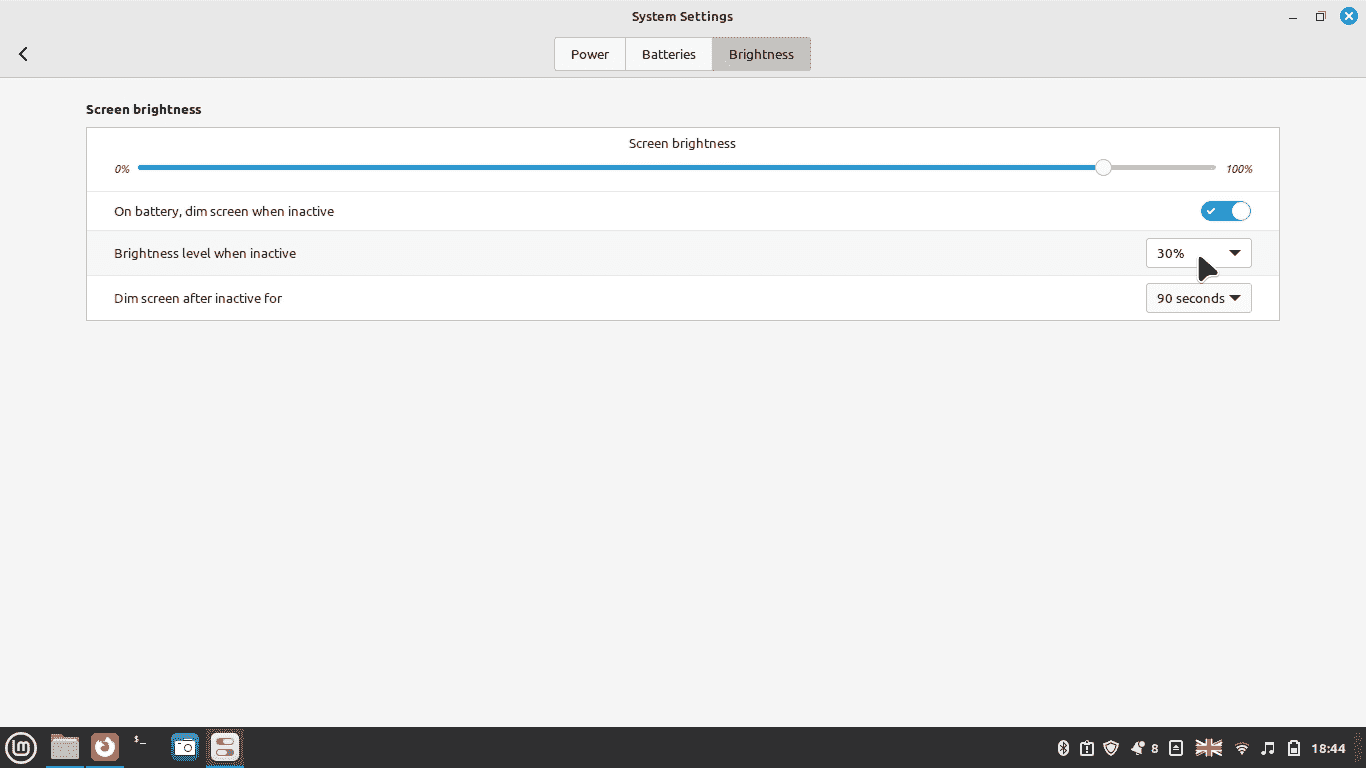 System Settings
Power
Batteries
Brightness
Screen brightness
Screen brightness
0%
100%
On battery, dim screen when inactive
Brightness level when inactive
30%
Dim screen after inactive for
90 seconds
lm
$_
8
18:44